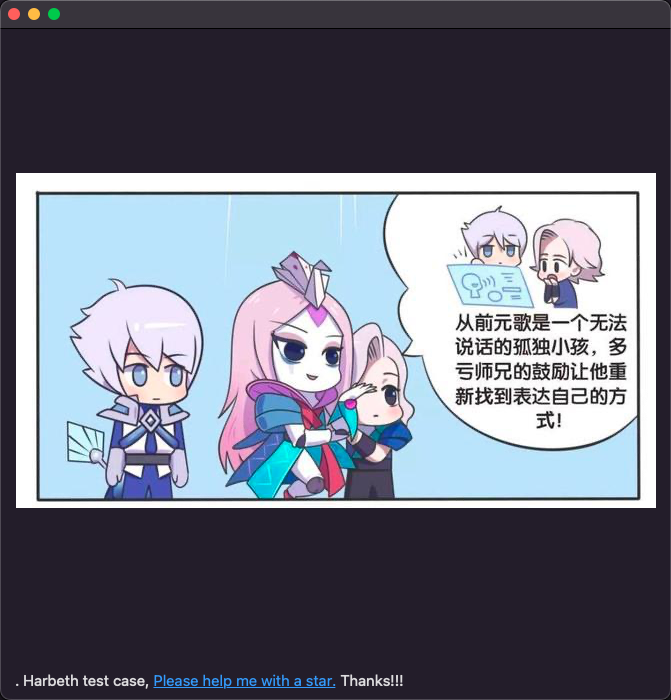 从前元歌是一个无法
说话的孤独小孩，多
亏师兄的鼓励让他重
新找到表达自己的方
式！
. Harbeth test case, Please help me with a star. Thanks!!!